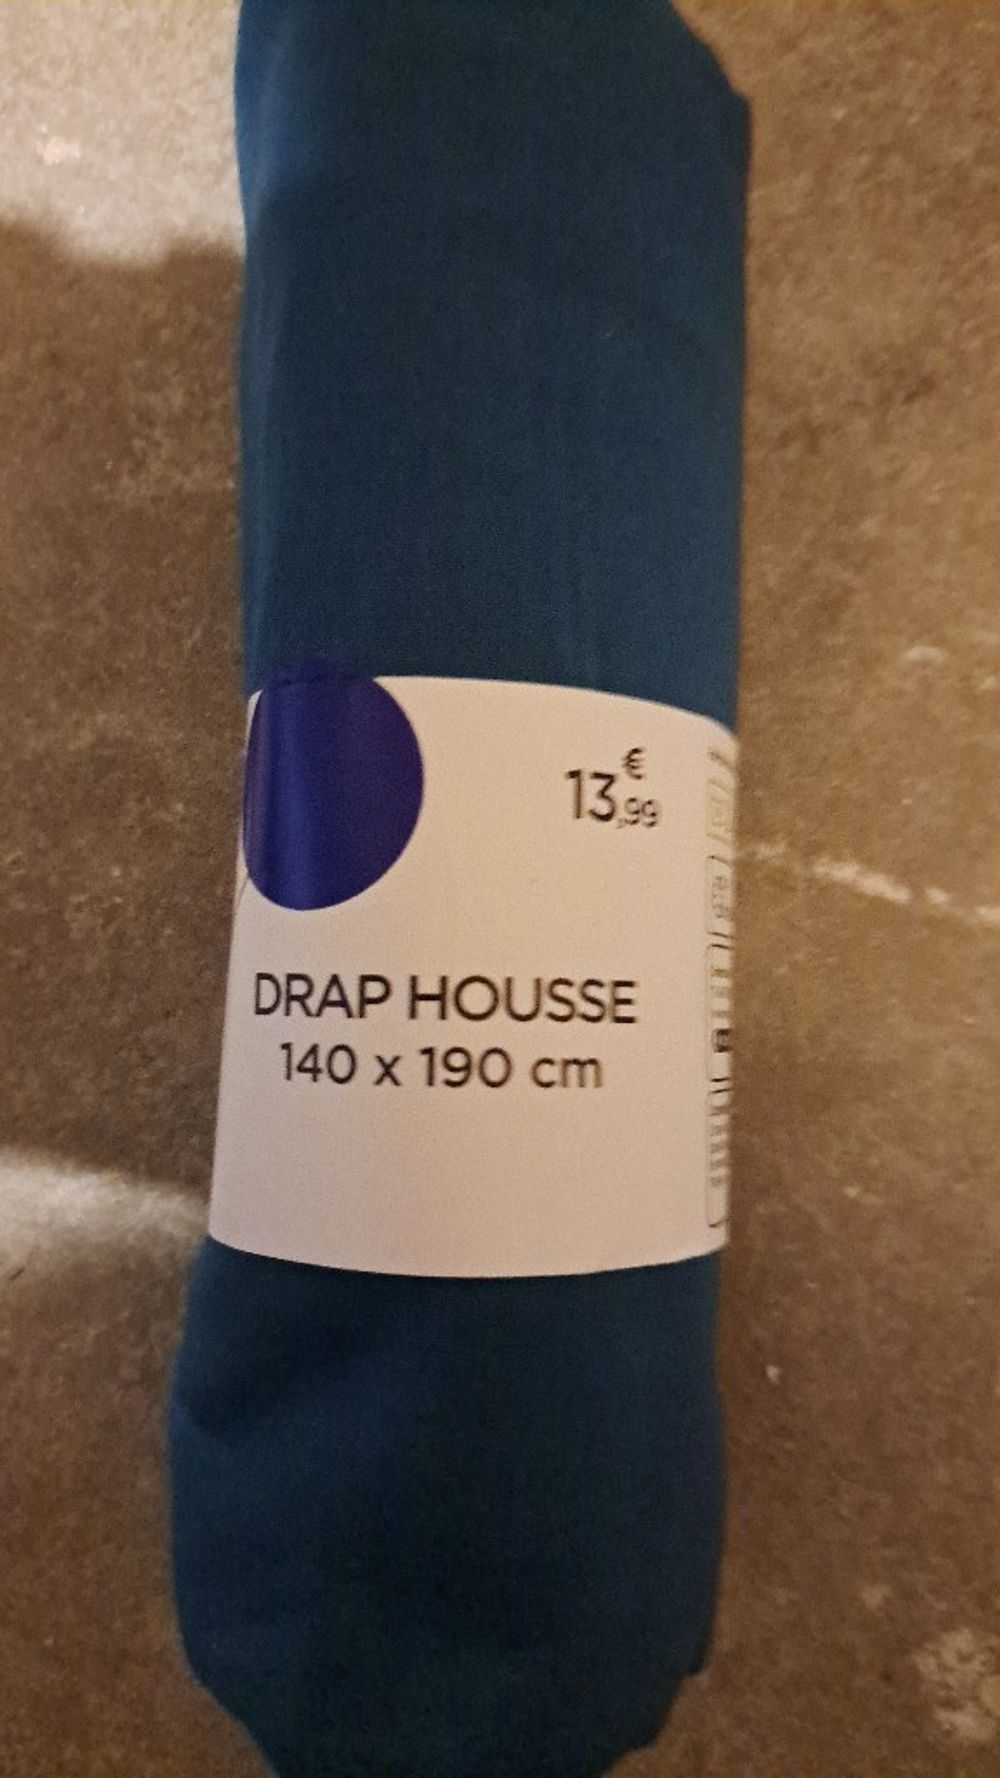 13,99 €
DRAP HOUSSE
140 x 190 cm